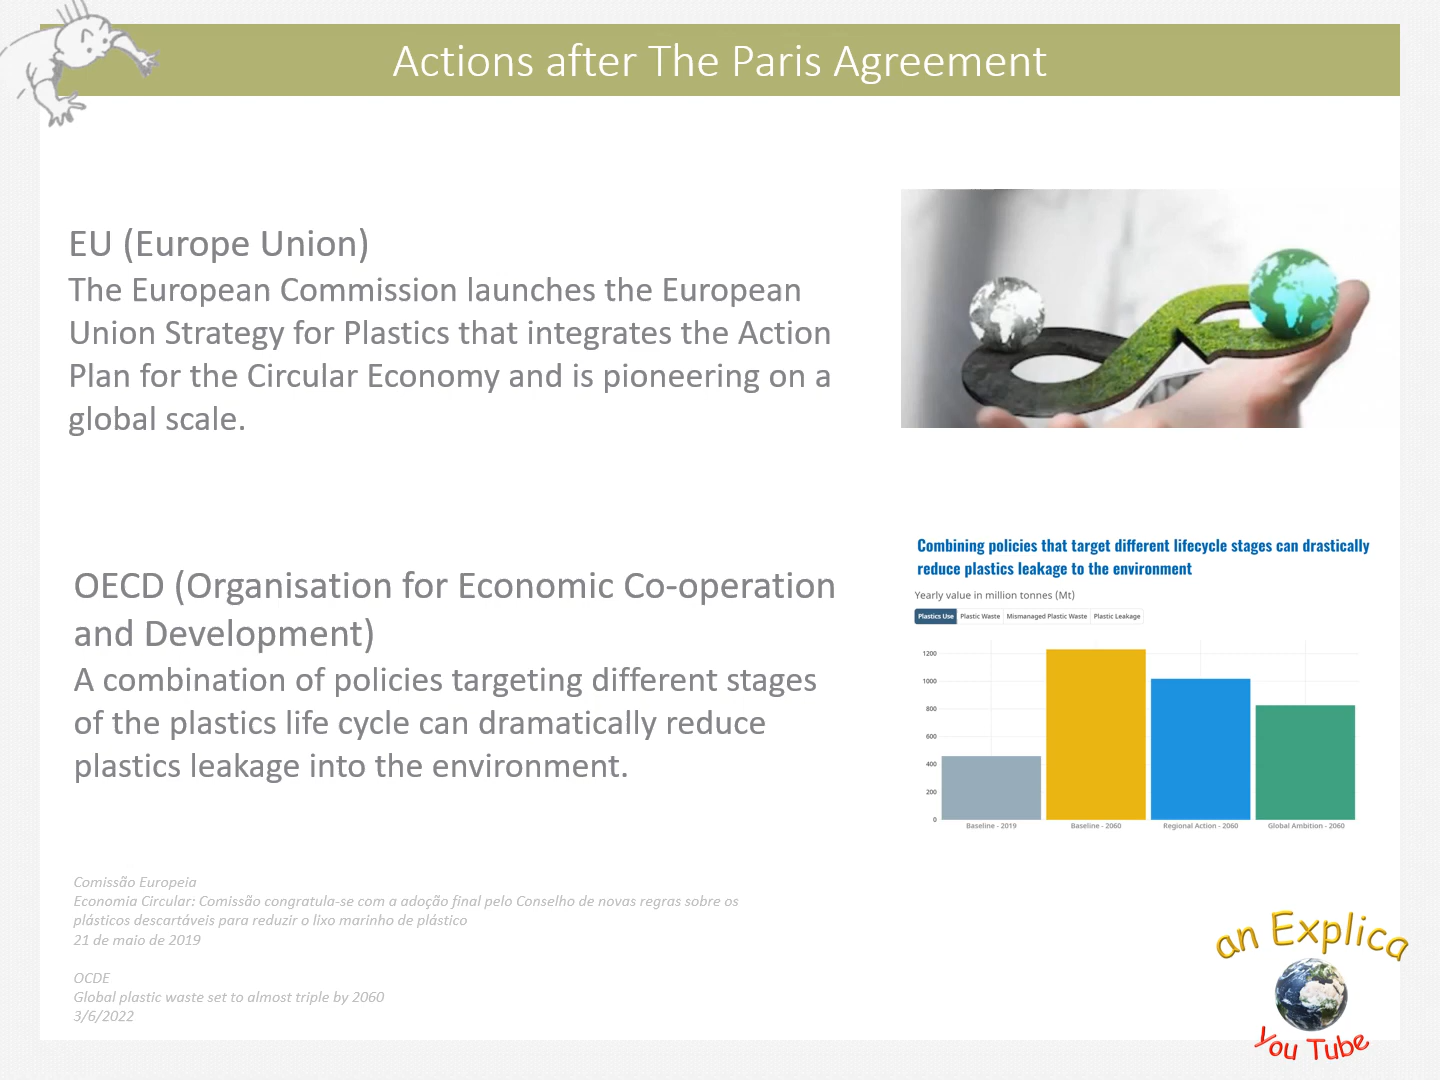 Actions after The Paris Agreement
EU (Europe Union)
The European Commission launches the European
Union Strategy for Plastics that integrates the Action
Plan for the Circular Economy and is pioneering on a
global scale.
OECD (Organisation for Economic Co-operation
and Development)
A combination of policies targeting different stages
of the plastics life cycle can dramatically reduce
plastics leakage into the environment.
Combining policies that target different lifecycle stages can drastically
reduce plastics leakage to the environment
Yearly value in million tonnes (Mt)
Plastics Use Plastic Waste Mismanaged Plastic Waste Plastic Leakage
1200
1000
800
600
400
200
0
Baseline - 2019 Baseline - 2060 Regional Action - 2060 Global Ambition - 2060
Comissão Europeia
Economia Circular: Comissão congratula-se com a adoção final pelo Conselho de novas regras sobre os
plásticos descartáveis para reduzir o lixo marinho de plástico
21 de maio de 2019
OCDE
Global plastic waste set to almost triple by 2060
3/6/2022
an Explica
You Tube